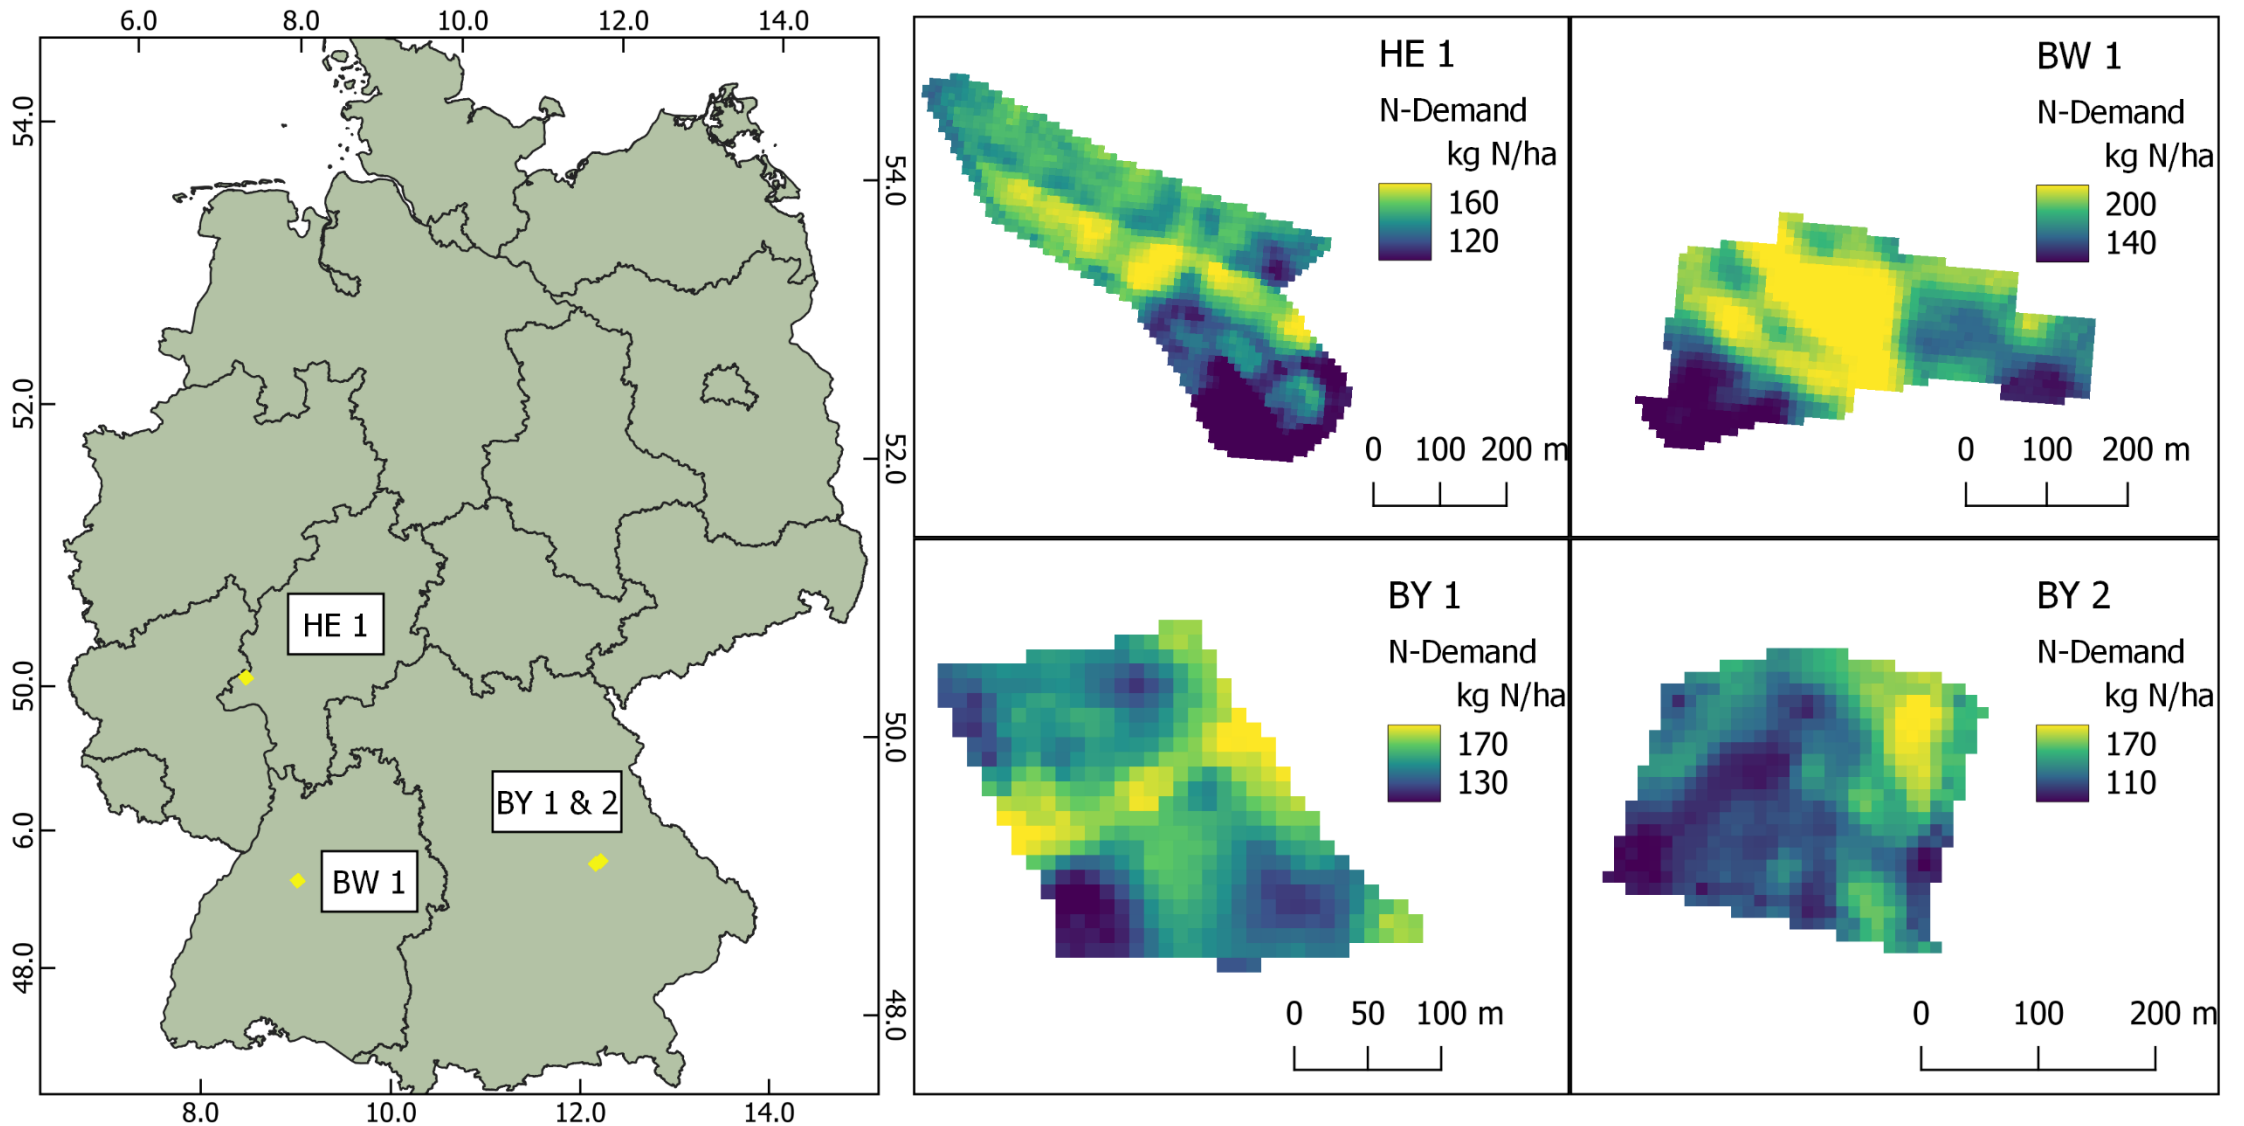 6.0 8.0 10.0 12.0 14.0
54.0
52.0
50.0
6.0
48.0
54.0
52.0
50.0
48.0
8.0 10.0 12.0 14.0
HE 1
BY 1 & 2
BW 1
HE 1
N-Demand
kg N/ha
160
120
0 100 200 m
BW 1
N-Demand
kg N/ha
200
140
0 100 200 m
BY 1
N-Demand
kg N/ha
170
130
0 50 100 m
BY 2
N-Demand
kg N/ha
170
110
0 100 200 m